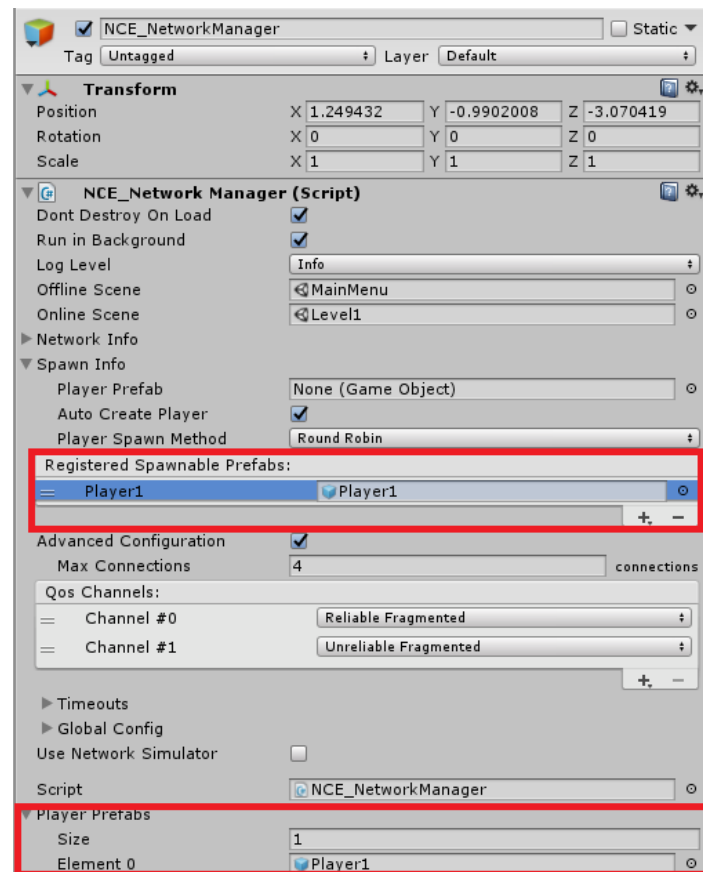 NCE_NetworkManager Static
Tag Untagged Layer Default
Transform
Position X 1.249432 Y -0.9902008 Z -3.070419
Rotation X 0 Y 0 Z 0
Scale X 1 Y 1 Z 1
NCE_Network Manager (Script)
Dont Destroy On Load
Run in Background
Log Level Info
Offline Scene MainMenu
Online Scene Level1
Network Info
Spawn Info
Player Prefab None (Game Object)
Auto Create Player
Player Spawn Method Round Robin
Registered Spawnable Prefabs:
Player1 Player1
Advanced Configuration
Max Connections 4 connections
Qos Channels:
Channel #0 Reliable Fragmented
Channel #1 Unreliable Fragmented
Timeouts
Global Config
Use Network Simulator
Script NCE_NetworkManager
Player Prefabs
Size 1
Element 0 Player1